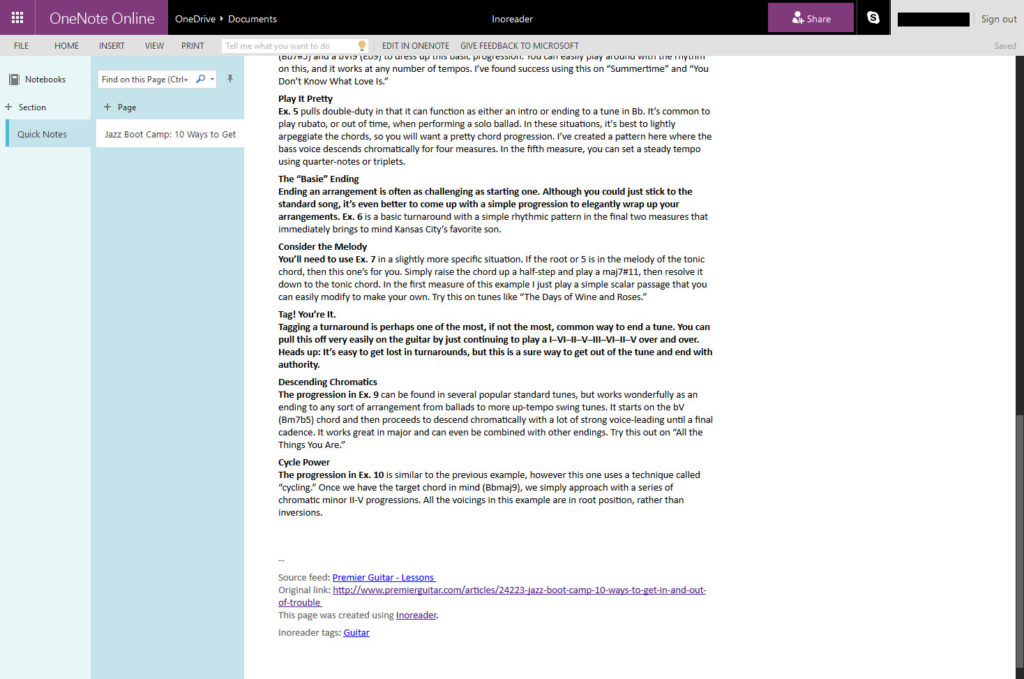 OneNote Online
OneDrive Documents
Inoreader
Share
Sign out
FILE HOME INSERT VIEW PRINT
Tell me what you want to do
EDIT IN ONENOTE GIVE FEEDBACK TO MICROSOFT
Saved
Notebooks
+ Section
Quick Notes
Find on this Page (Ctrl+
+ Page
Jazz Boot Camp: 10 Ways to Get
(Bb7#5) and a bVI9 (Eb9) to dress up this basic progression. You can easily play around with the rhythm
on this, and it works at any number of tempos. I've found success using this on “Summertime” and “You
Don't Know What Love Is.”
Play It Pretty
Ex. 5 pulls double-duty in that it can function as either an intro or ending to a tune in Bb. It's common to
play rubato, or out of time, when performing a solo ballad. In these situations, it's best to lightly
arpeggiate the chords, so you will want a pretty chord progression. I've created a pattern here where the
bass voice descends chromatically for four measures. In the fifth measure, you can set a steady tempo
using quarter-notes or triplets.
The “Basie” Ending
Ending an arrangement is often as challenging as starting one. Although you could just stick to the
standard song, it's even better to come up with a simple progression to elegantly wrap up your
arrangements. Ex. 6 is a basic turnaround with a simple rhythmic pattern in the final two measures that
immediately brings to mind Kansas City's favorite son.
Consider the Melody
You'll need to use Ex. 7 in a slightly more specific situation. If the root or 5 is in the melody of the tonic
chord, then this one's for you. Simply raise the chord up a half-step and play a maj7#11, then resolve it
down to the tonic chord. In the first measure of this example I just play a simple scalar passage that you
can easily modify to make your own. Try this on tunes like “The Days of Wine and Roses.”
Tag! You're It.
Tagging a turnaround is perhaps one of the most, if not the most, common way to end a tune. You can
pull this off very easily on the guitar by just continuing to play a I–VI–II–V–III–VI–II–V over and over.
Heads up: It's easy to get lost in turnarounds, but this is a sure way to get out of the tune and end with
authority.
Descending Chromatics
The progression in Ex. 9 can be found in several popular standard tunes, but works wonderfully as an
ending to any sort of arrangement from ballads to more up-tempo swing tunes. It starts on the bV
(Bm7b5) chord and then proceeds to descend chromatically with a lot of strong voice-leading until a final
cadence. It works great in major and can even be combined with other endings. Try this out on “All the
Things You Are.”
Cycle Power
The progression in Ex. 10 is similar to the previous example, however this one uses a technique called
“cycling.” Once we have the target chord in mind (Bbmaj9), we simply approach with a series of
chromatic minor II-V progressions. All the voicings in this example are in root position, rather than
inversions.
--
Source feed: Premier Guitar - Lessons
Original link: http://www.premierguitar.com/articles/24223-jazz-boot-camp-10-ways-to-get-in-and-out-
of-trouble
This page was created using Inoreader.
Inoreader tags: Guitar